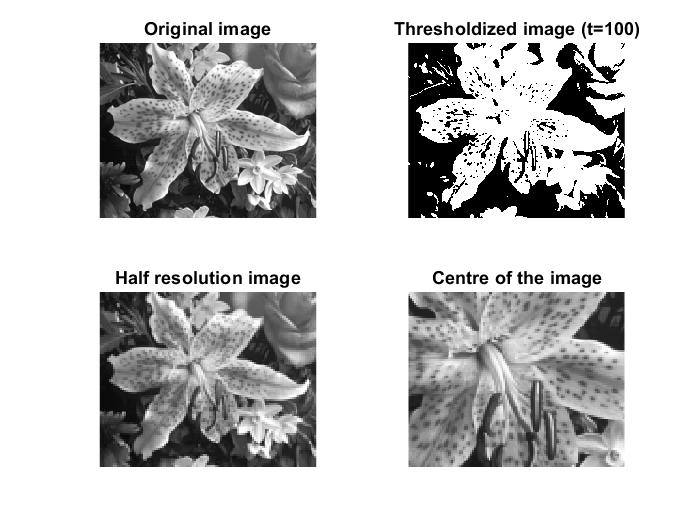 Original image
Thresholdized image (t=100)
Half resolution image
Centre of the image